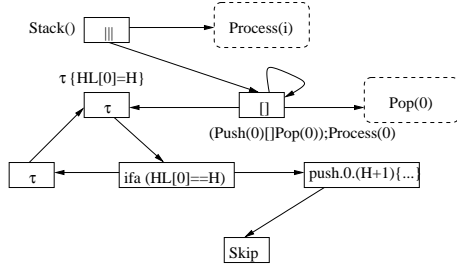 Stack()
|||
Process(i)
τ{HL[0]=H}
τ
[]
Pop(0)
(Push(0)[]Pop(0));Process(0)
τ
ifa (HL[0]==H)
push.0.(H+1){...}
Skip